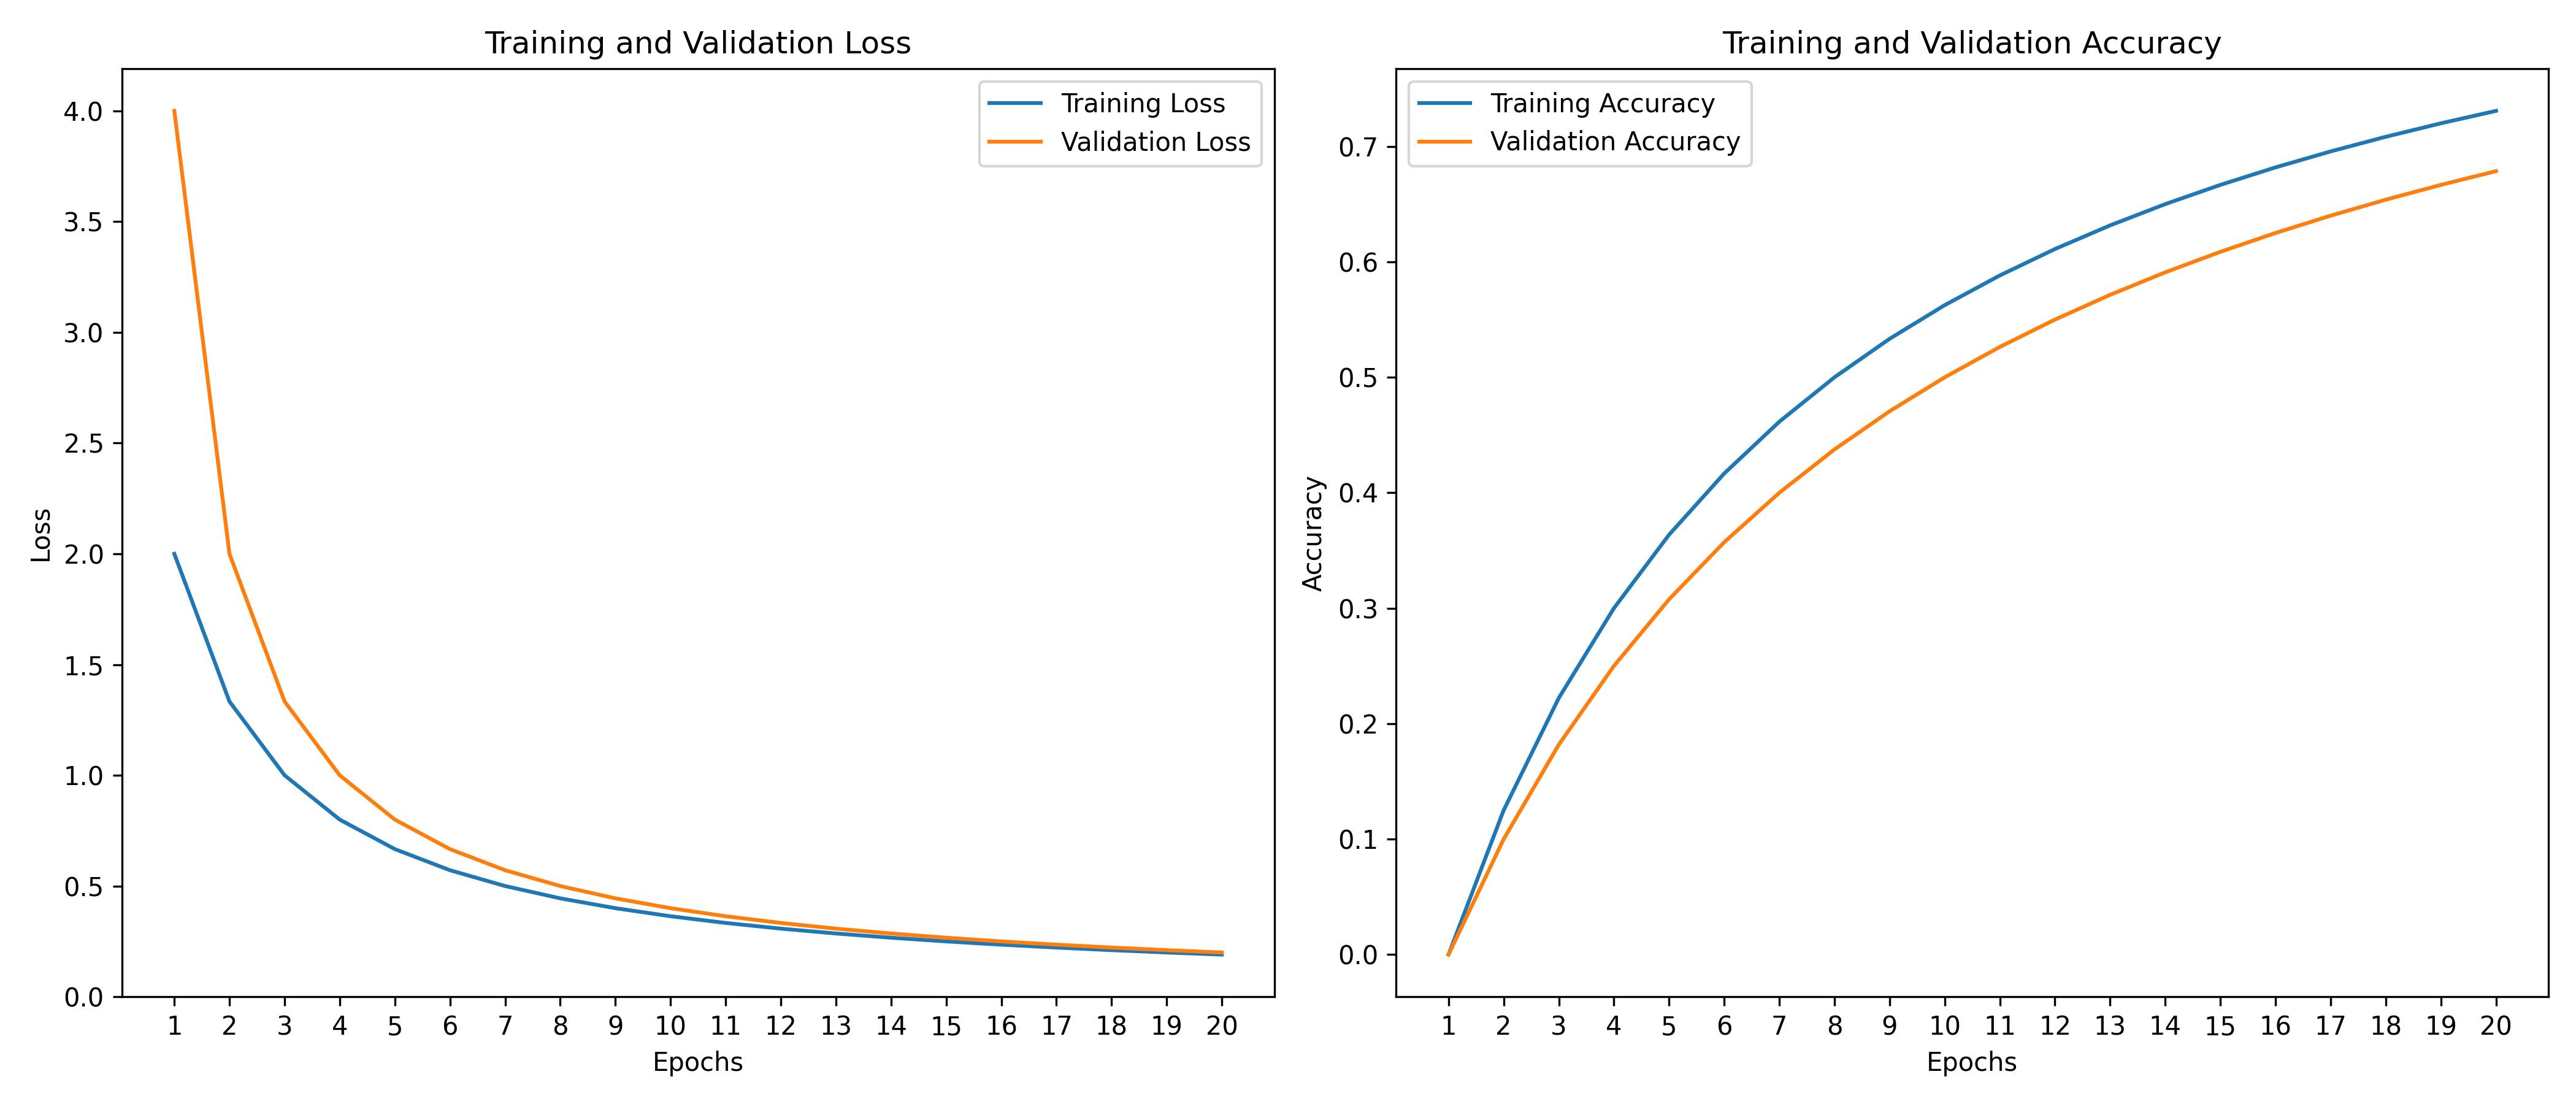 Training and Validation Loss
Training Loss
Validation Loss
4.0
3.5
3.0
2.5
2.0
1.5
1.0
0.5
0.0
Loss
1 2 3 4 5 6 7 8 9 10 11 12 13 14 15 16 17 18 19 20
Epochs
Training and Validation Accuracy
Training Accuracy
Validation Accuracy
0.7
0.6
0.5
0.4
0.3
0.2
0.1
0.0
Accuracy
1 2 3 4 5 6 7 8 9 10 11 12 13 14 15 16 17 18 19 20
Epochs